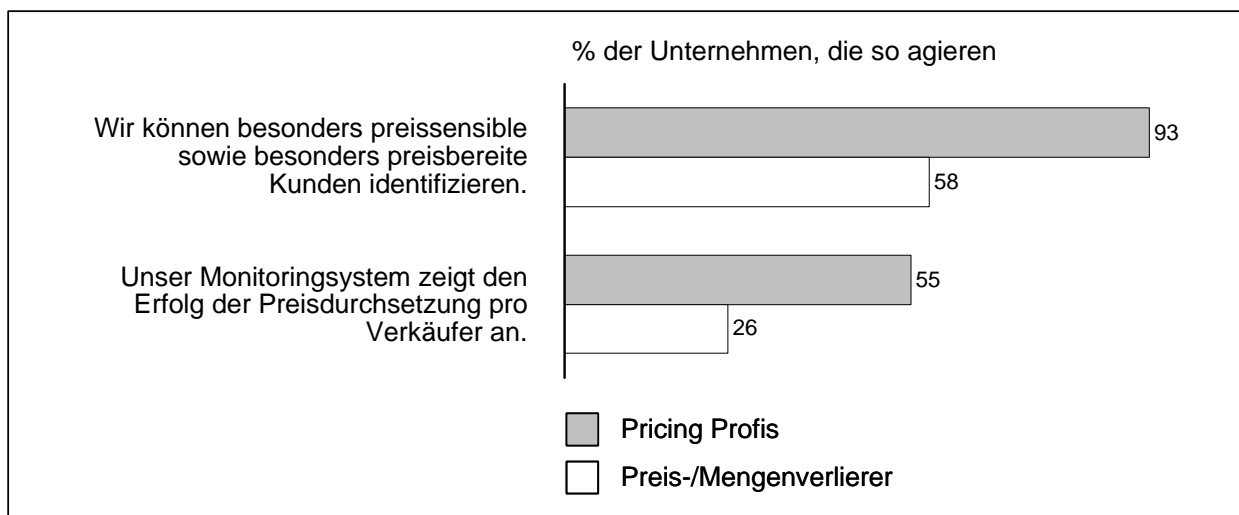 % der Unternehmen, die so agieren
Wir können besonders preissensible
sowie besonders preisbereite
Kunden identifizieren.
93
58
Unser Monitoringsystem zeigt den
Erfolg der Preisdurchsetzung pro
Verkäufer an.
55
26
Pricing Profis
Preis-/Mengenverlierer